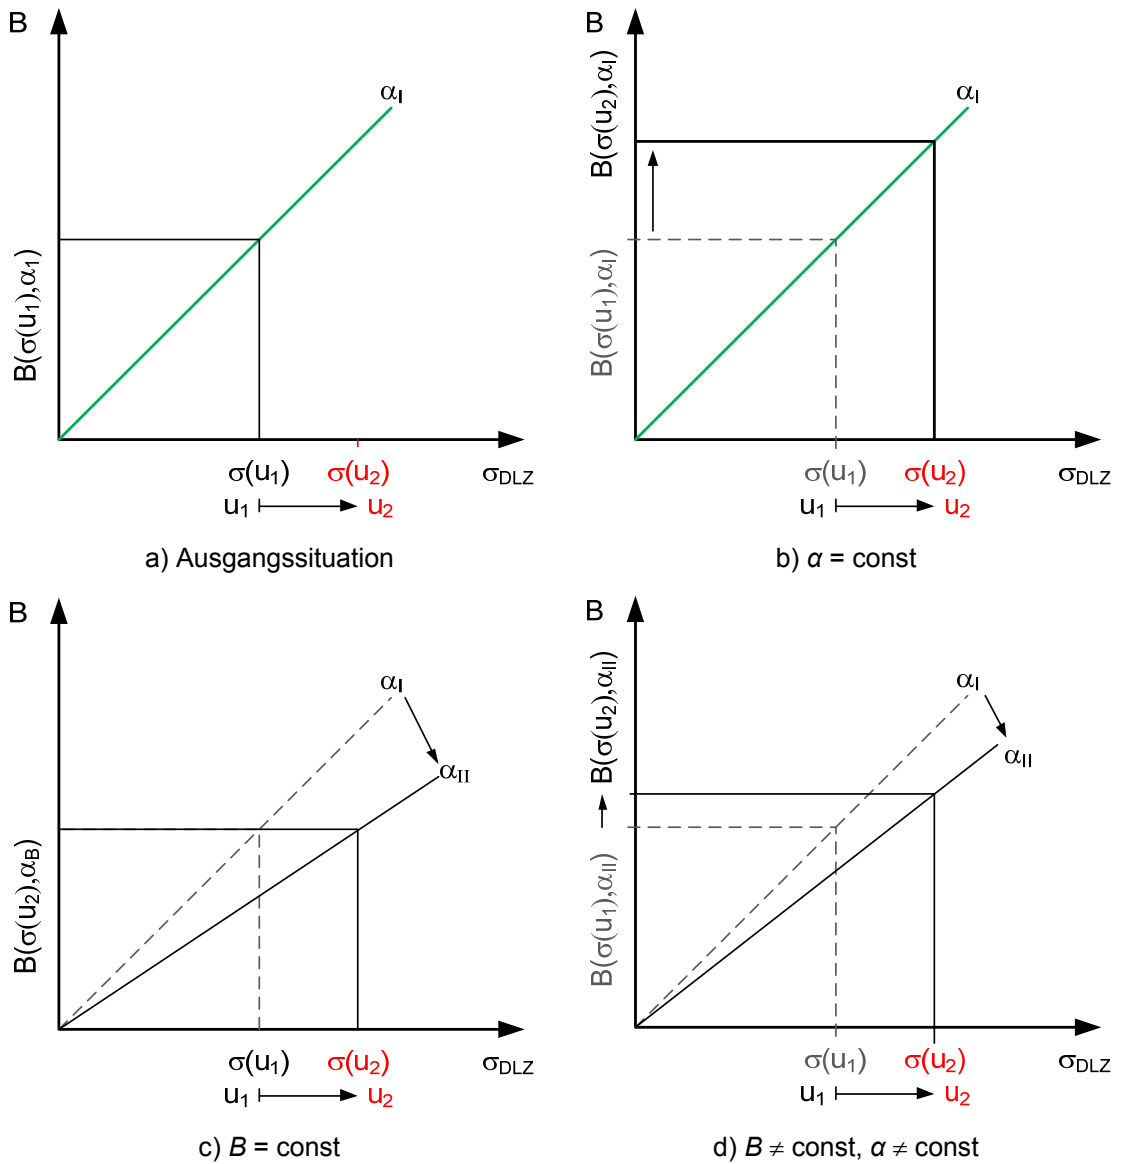 B
αI
B(σ(u1),α1)
σ(u1) σ(u2) σDLZ
u1 u2
a) Ausgangssituation
B
αI
B(σ(u2),αI)
B(σ(u1),αI)
σ(u1) σ(u2) σDLZ
u1 u2
b) α = const
B
αI
αII
B(σ(u2),αB)
σ(u1) σ(u2) σDLZ
u1 u2
c) B = const
B
αI
αII
B(σ(u2),αII)
B(σ(u1),αII)
σ(u1) σ(u2) σDLZ
u1 u2
d) B ≠ const, α ≠ const